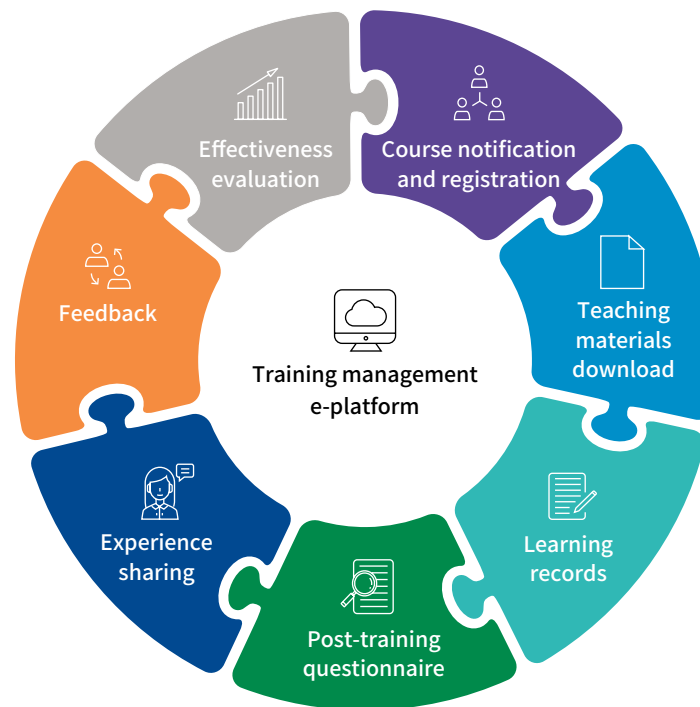 Effectiveness
evaluation
Course notification
and registration
Teaching
materials
download
Learning
records
Post-training
questionnaire
Experience
sharing
Feedback
Training management
e-platform